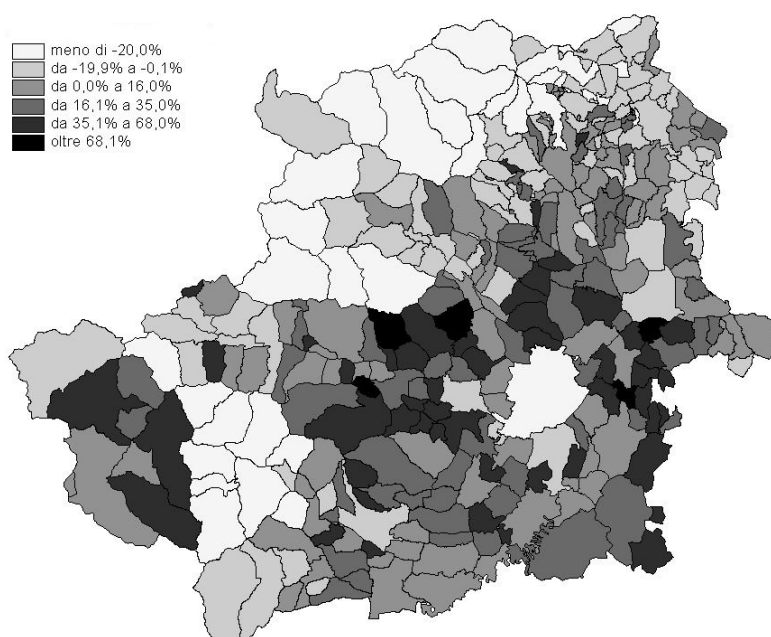 meno di -20,0%
da -19,9% a -0,1%
da 0,0% a 16,0%
da 16,1% a 35,0%
da 35,1% a 68,0%
oltre 68,1%